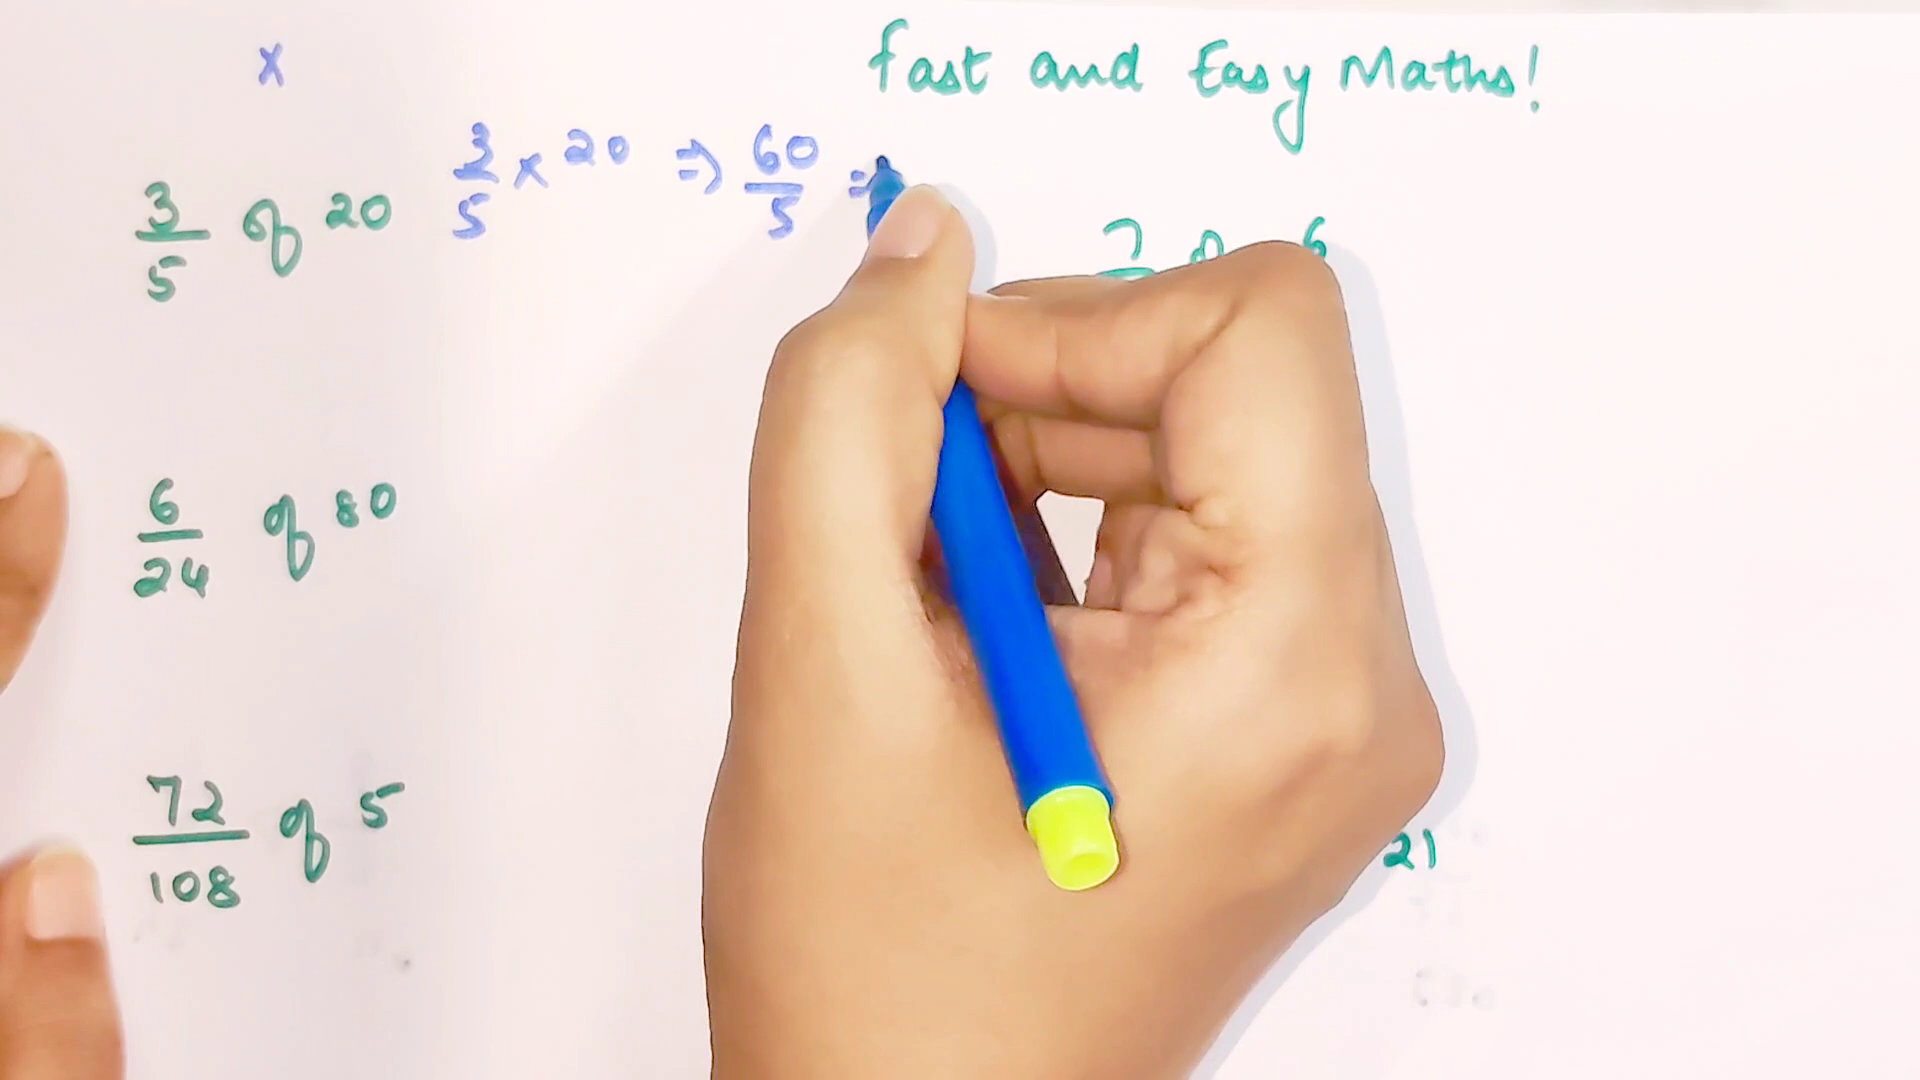 x
fast and Easy Maths!
3/5 of 20
3/5 x 20 => 60/5 =
6/24 of 80
72/108 of 5
21